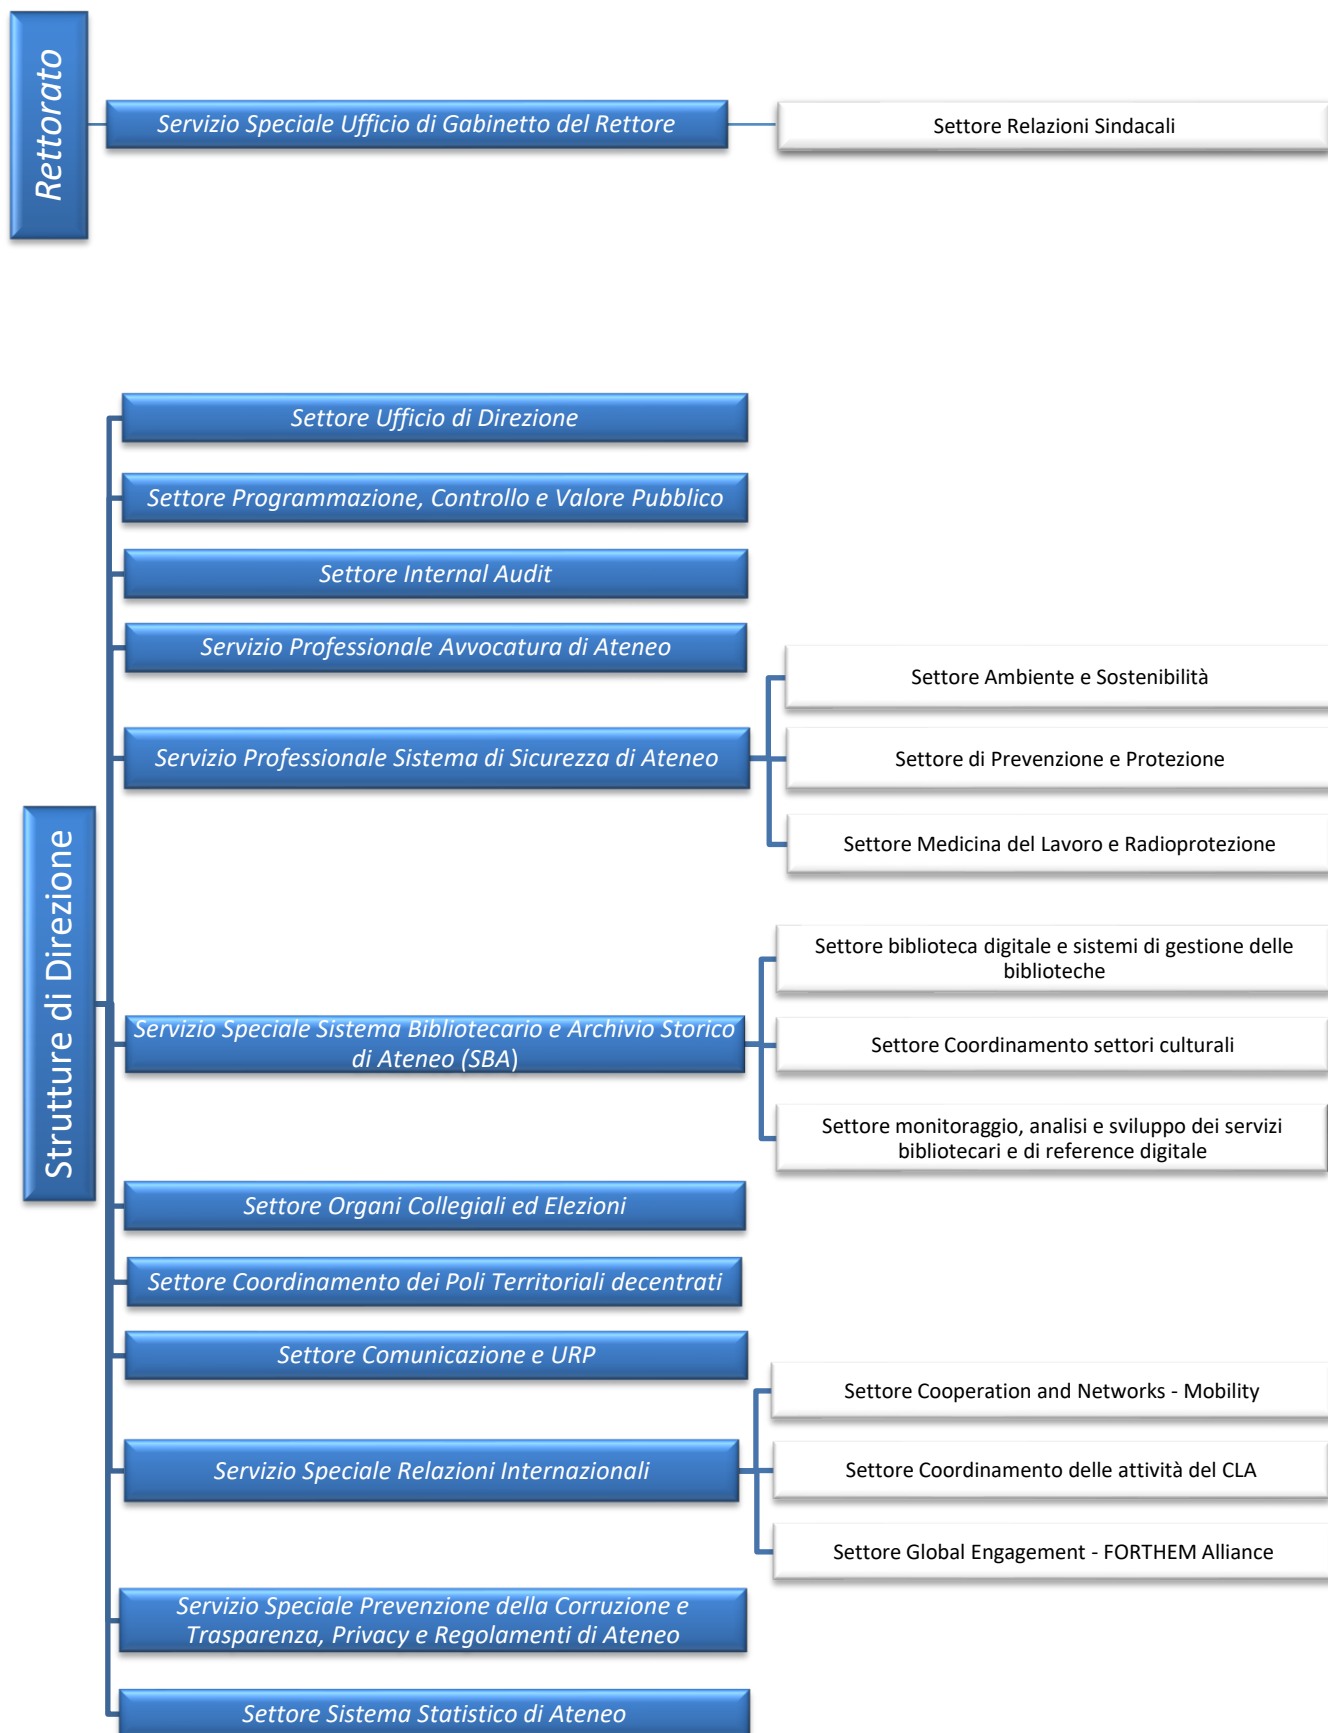 Rettorato
Servizio Speciale Ufficio di Gabinetto del Rettore
Settore Relazioni Sindacali
Strutture di Direzione
Settore Ufficio di Direzione
Settore Programmazione, Controllo e Valore Pubblico
Settore Internal Audit
Servizio Professionale Avvocatura di Ateneo
Servizio Professionale Sistema di Sicurezza di Ateneo
Settore Ambiente e Sostenibilità
Settore di Prevenzione e Protezione
Settore Medicina del Lavoro e Radioprotezione
Servizio Speciale Sistema Bibliotecario e Archivio Storico
di Ateneo (SBA)
Settore biblioteca digitale e sistemi di gestione delle
biblioteche
Settore Coordinamento settori culturali
Settore monitoraggio, analisi e sviluppo dei servizi
bibliotecari e di reference digitale
Settore Organi Collegiali ed Elezioni
Settore Coordinamento dei Poli Territoriali decentrati
Settore Comunicazione e URP
Servizio Speciale Relazioni Internazionali
Settore Cooperation and Networks - Mobility
Settore Coordinamento delle attività del CLA
Settore Global Engagement - FORTHEM Alliance
Servizio Speciale Prevenzione della Corruzione e
Trasparenza, Privacy e Regolamenti di Ateneo
Settore Sistema Statistico di Ateneo